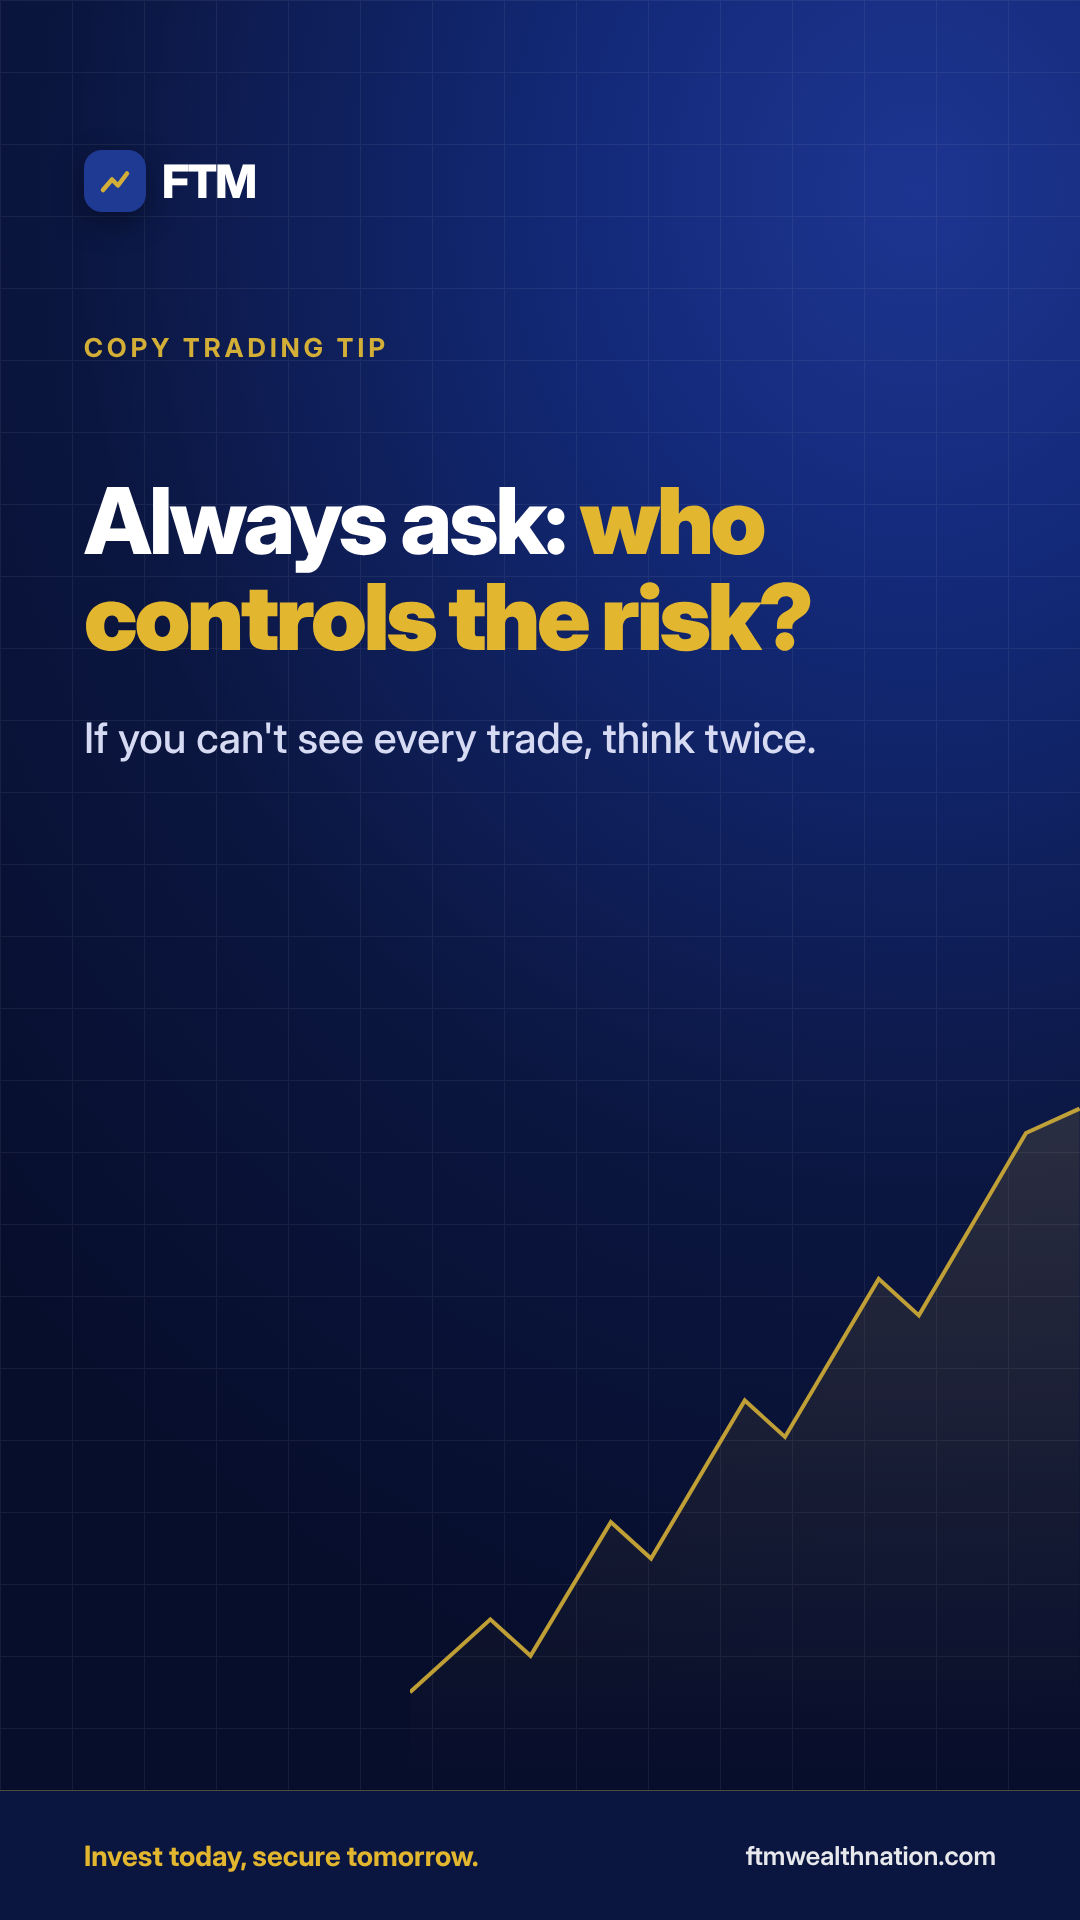 FTM
COPY TRADING TIP
Always ask: who
controls the risk?
If you can't see every trade, think twice.
Invest today, secure tomorrow.
ftmwealthnation.com